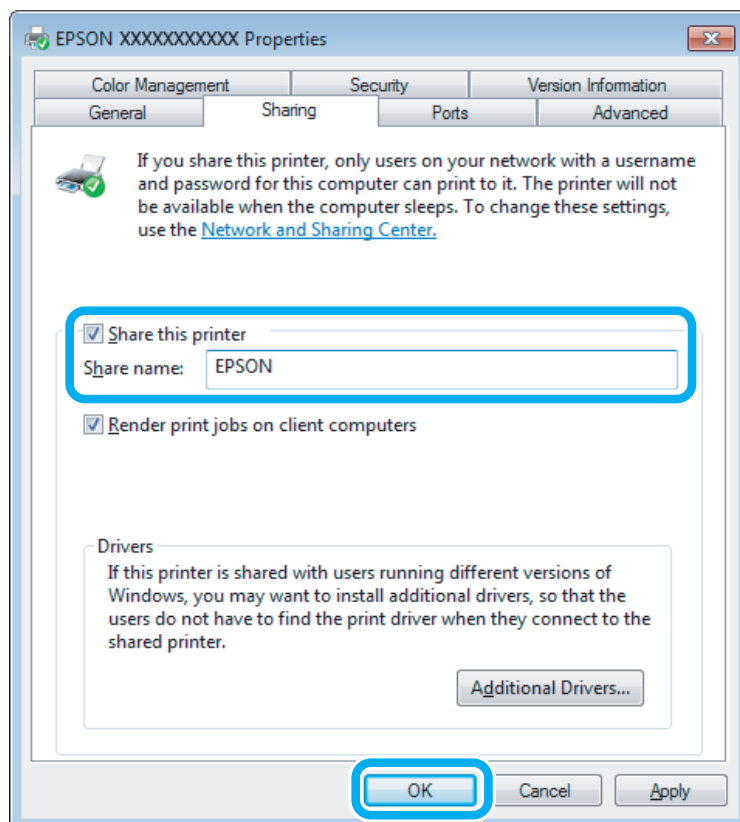 EPSON XXXXXXXXXXX Properties
Color Management Security Version Information
General Sharing Ports Advanced
If you share this printer, only users on your network with a username
and password for this computer can print to it. The printer will not
be available when the computer sleeps. To change these settings,
use the Network and Sharing Center.
Share this printer
Share name: EPSON
Render print jobs on client computers
Drivers
If this printer is shared with users running different versions of
Windows, you may want to install additional drivers, so that the
users do not have to find the print driver when they connect to the
shared printer.
Additional Drivers...
OK Cancel Apply